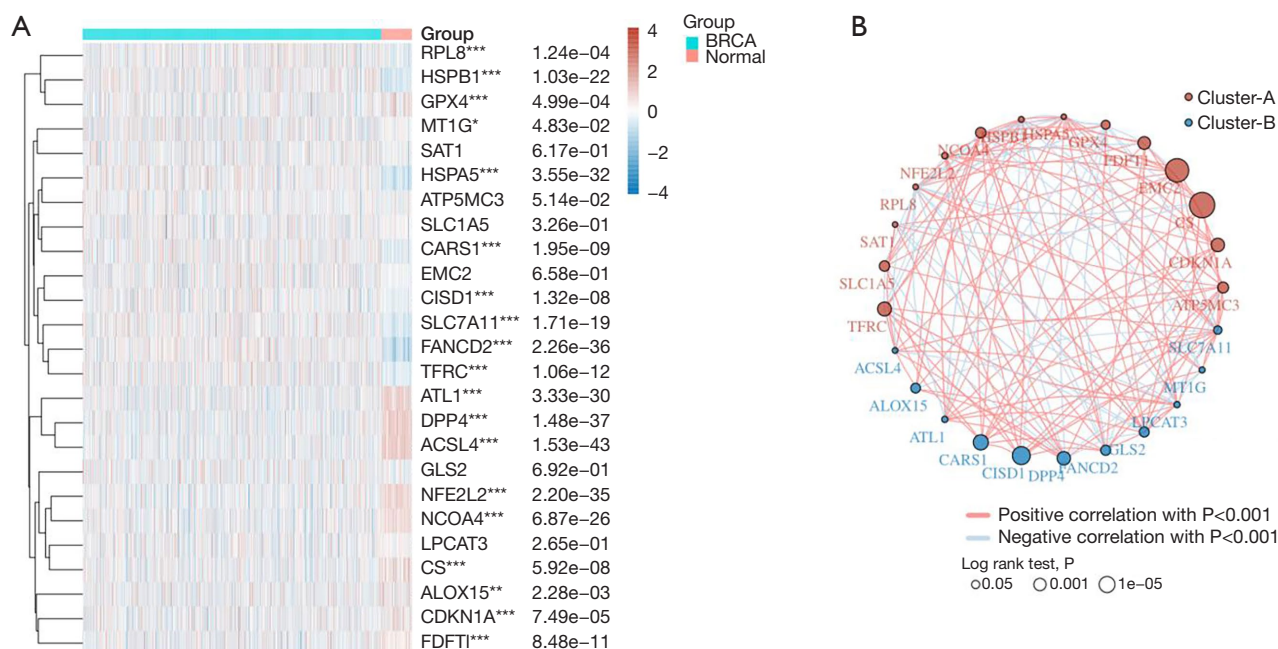 A
Group
RPL8*** 1.24e−04
HSPB1*** 1.03e−22
GPX4*** 4.99e−04
MT1G* 4.83e−02
SAT1 6.17e−01
HSPA5*** 3.55e−32
ATP5MC3 5.14e−02
SLC1A5 3.26e−01
CARS1*** 1.95e−09
EMC2 6.58e−01
CISD1*** 1.32e−08
SLC7A11*** 1.71e−19
FANCD2*** 2.26e−36
TFRC*** 1.06e−12
ATL1*** 3.33e−30
DPP4*** 1.48e−37
ACSL4*** 1.53e−43
GLS2 6.92e−01
NFE2L2*** 2.20e−35
NCOA4*** 6.87e−26
LPCAT3 2.65e−01
CS*** 5.92e−08
ALOX15** 2.28e−03
CDKN1A*** 7.49e−05
FDFTI*** 8.48e−11
4
2
0
−2
−4
Group
BRCA
Normal
B
Cluster-A
Cluster-B
HSPB1
HSPA5
GPX4
FDFT1
EMC2
CS
CDKN1A
ATP5MC3
SLC7A11
MT1G
LPCAT3
GLS2
FANCD2
DPP4
CISD1
CARS1
ATL1
ALOX15
ACSL4
TFRC
SLC1A5
SAT1
RPL8
NFE2L2
NCOA4
Positive correlation with P<0.001
Negative correlation with P<0.001
Log rank test, P
0.05 0.001 1e−05